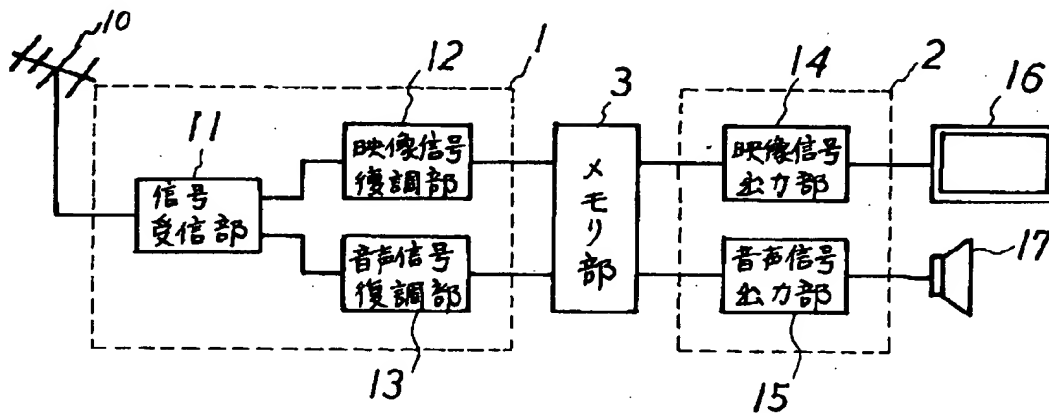 10
1
12
3
14
2
16
11
映像信号
復調部
メモリ部
映像信号
出力部
信号
受信部
音声信号
復調部
音声信号
出力部
17
13
15